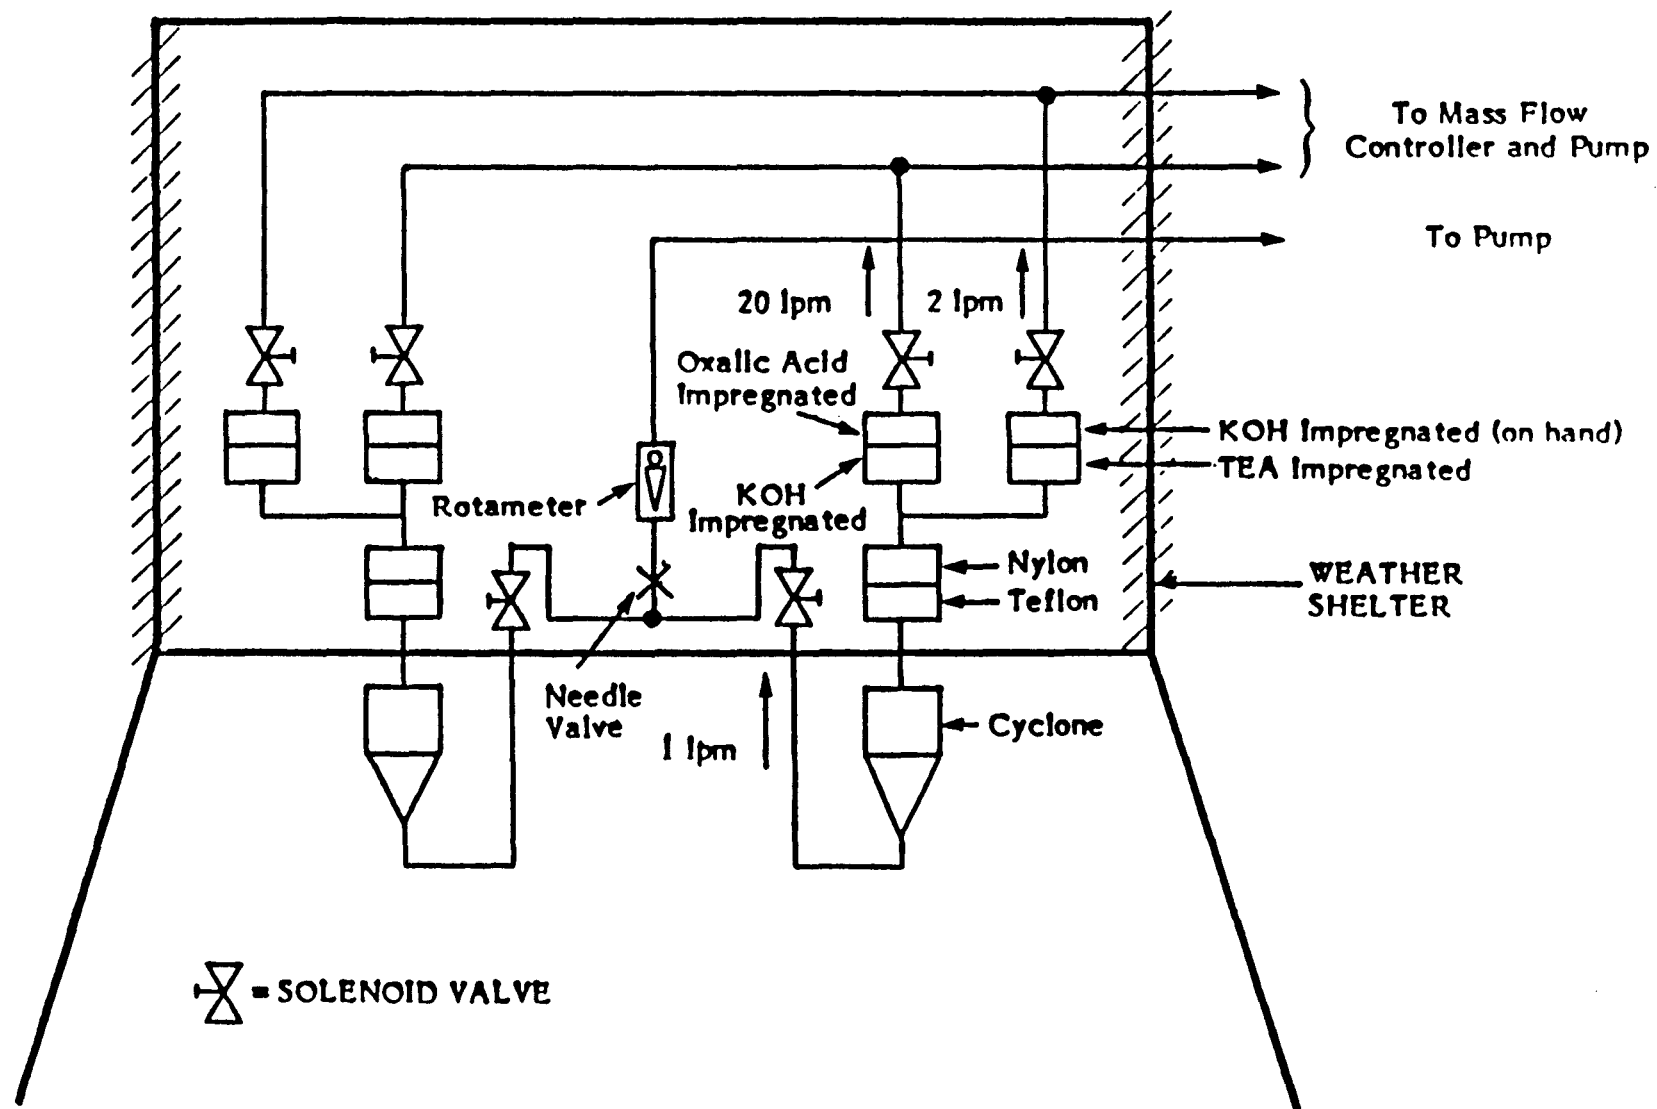 To Mass Flow
Controller and Pump
To Pump
20 lpm
2 lpm
Oxalic Acid
Impregnated
KOH Impregnated (on hand)
TEA Impregnated
Rotameter
KOH
Impregnated
Nylon
Teflon
WEATHER
SHELTER
Needle
Valve
1 lpm
Cyclone
= SOLENOID VALVE